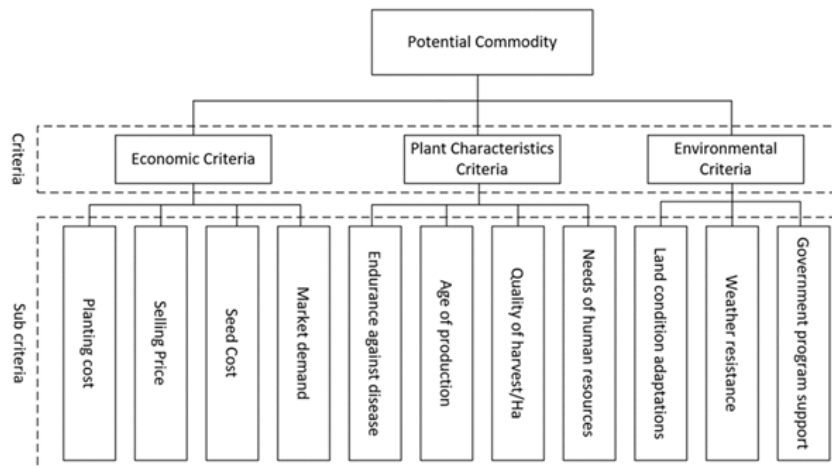 Potential Commodity
Criteria
Economic Criteria
Plant Characteristics
Criteria
Environmental
Criteria
Sub criteria
Planting cost
Selling Price
Seed Cost
Market demand
Endurance against disease
Age of production
Quality of harvest/Ha
Needs of human resources
Land condition adaptations
Weather resistance
Government program support